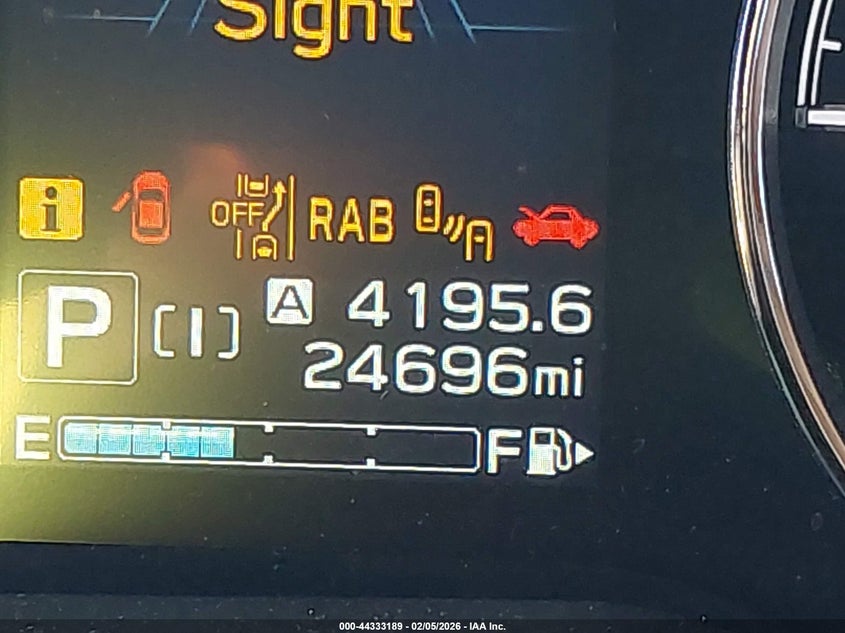 Sight
i OFF RAB
P [I] A 4195.6
24696mi
E F
000-44333189 - 02/05/2026 - IAA Inc.